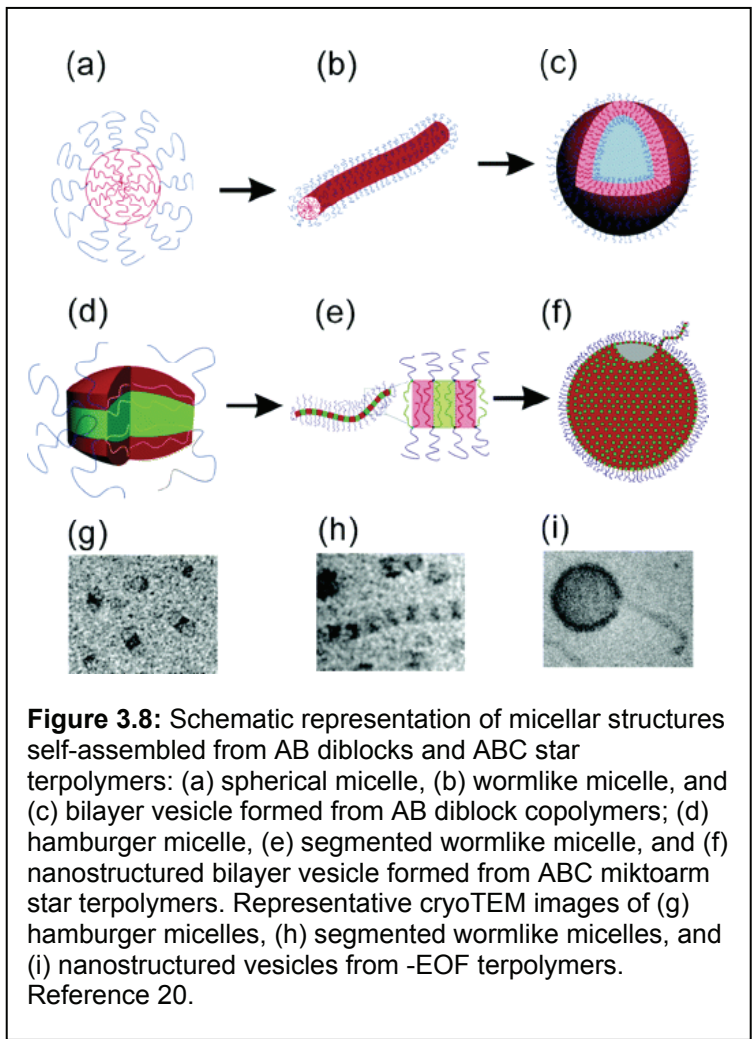 (a)
(b)
(c)
(d)
(e)
(f)
(g)
(h)
(i)
Figure 3.8: Schematic representation of micellar structures
self-assembled from AB diblocks and ABC star
terpolymers: (a) spherical micelle, (b) wormlike micelle, and
(c) bilayer vesicle formed from AB diblock copolymers; (d)
hamburger micelle, (e) segmented wormlike micelle, and (f)
nanostructured bilayer vesicle formed from ABC miktoarm
star terpolymers. Representative cryoTEM images of (g)
hamburger micelles, (h) segmented wormlike micelles, and
(i) nanostructured vesicles from -EOF terpolymers.
Reference 20.